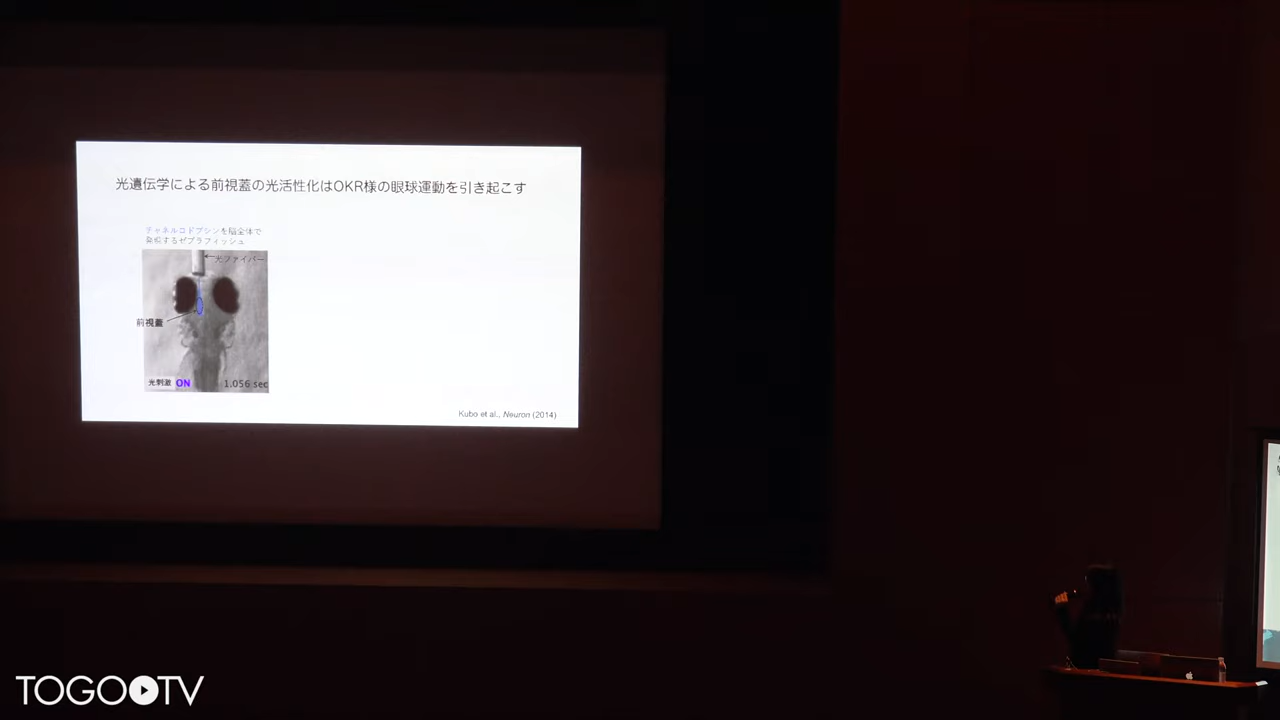 光遺伝学による前視蓋の光活性化はOKR様の眼球運動を引き起こす
チャネルロドプシンを脳全体で
発現するゼブラフィッシュ
光ファイバー
前視蓋
光刺激 ON 1.056 sec
Kubo et al., Neuron (2014)
TOGOTV